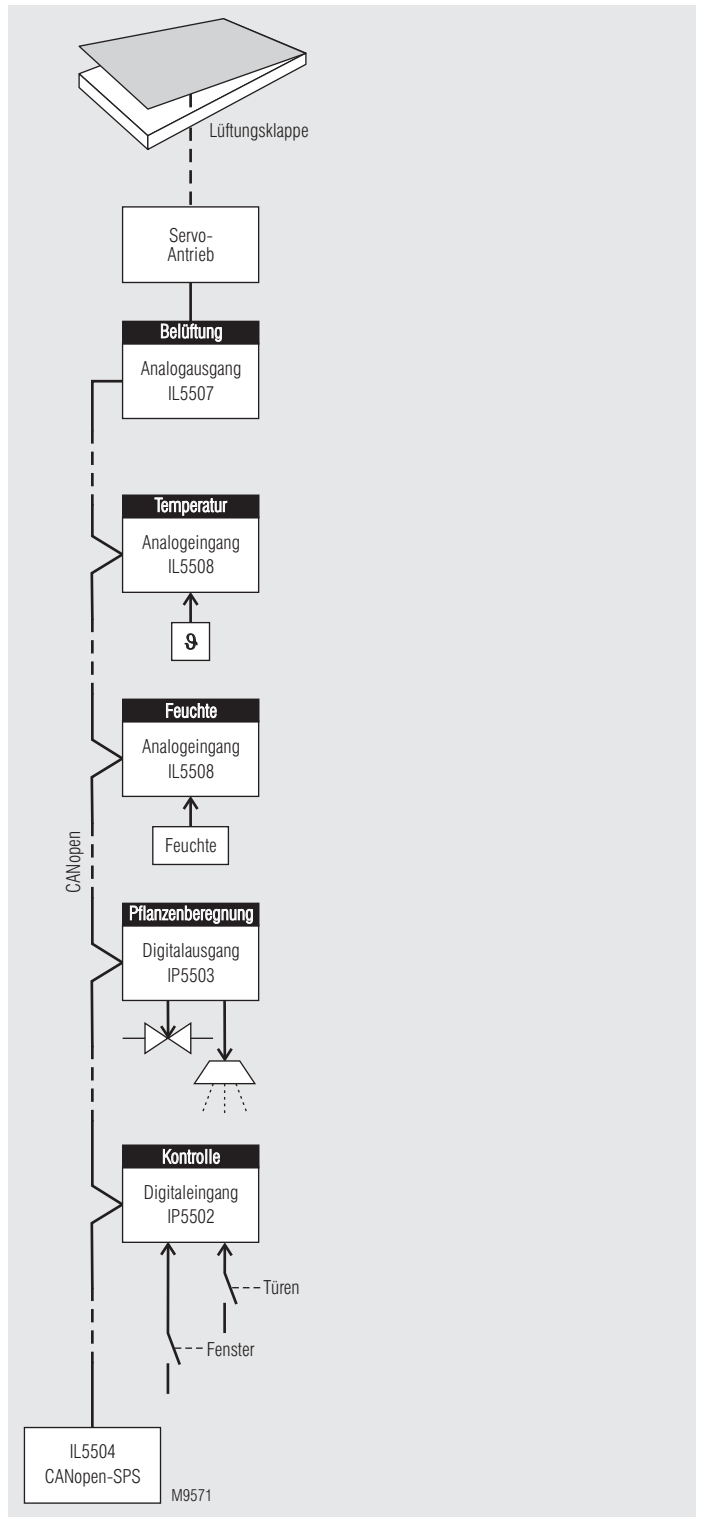 Lüftungsklappe
Servo-
Antrieb
Belüftung
Analogausgang
IL5507
Temperatur
Analogeingang
IL5508
ϑ
Feuchte
Analogeingang
IL5508
Feuchte
CANopen
Pflanzenberegnung
Digitalausgang
IP5503
Kontrolle
Digitaleingang
IP5502
Türen
Fenster
IL5504
CANopen-SPS
M9571